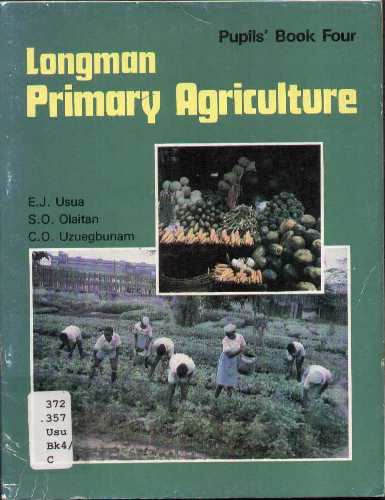 Pupils' Book Four
Longman
Primary Agriculture
E.J. Usua
S.O. Olaitan
C.O. Uzuegbunam
372
.357
Usu
Bk4/
C